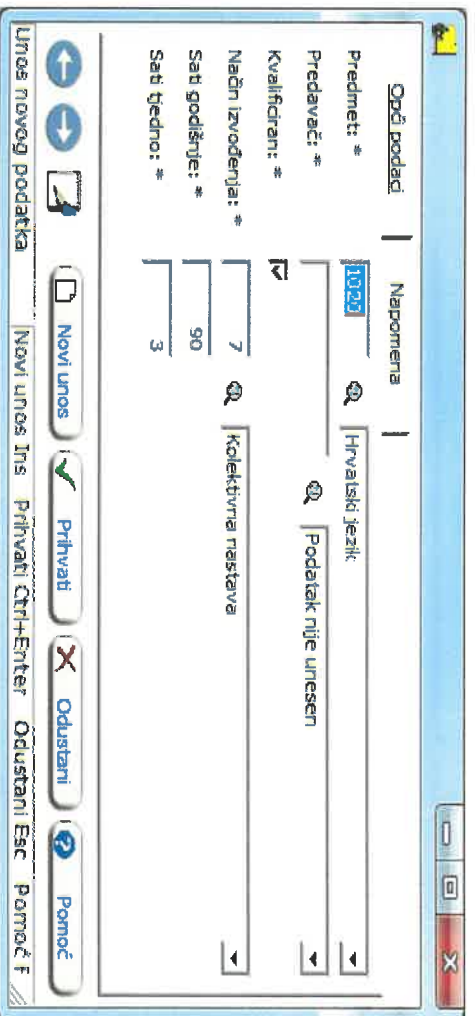 Opći podaci Napomena
Predmet: * 1020 Hrvatski jezik
Predavač: * Podatak nije unesen
Kvalificiran: *
Način izvođenja: * 7 Kolektivna nastava
Sati godišnje: * 90
Sati tjedno: * 3
Novi unos Prihvati Odustani Pomoć
Unos novog podatka Novi unos Ins Prihvati Ctrl+Enter Odustani Esc Pomoć F